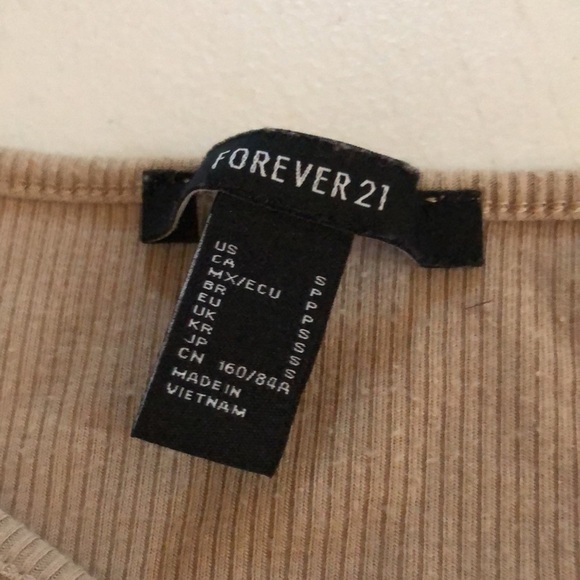 FOREVER 21
US S
CA P
MX/ECU P
BR P
EU S
UK S
KR S
JP S
CN 160/84A
MADE IN
VIETNAM